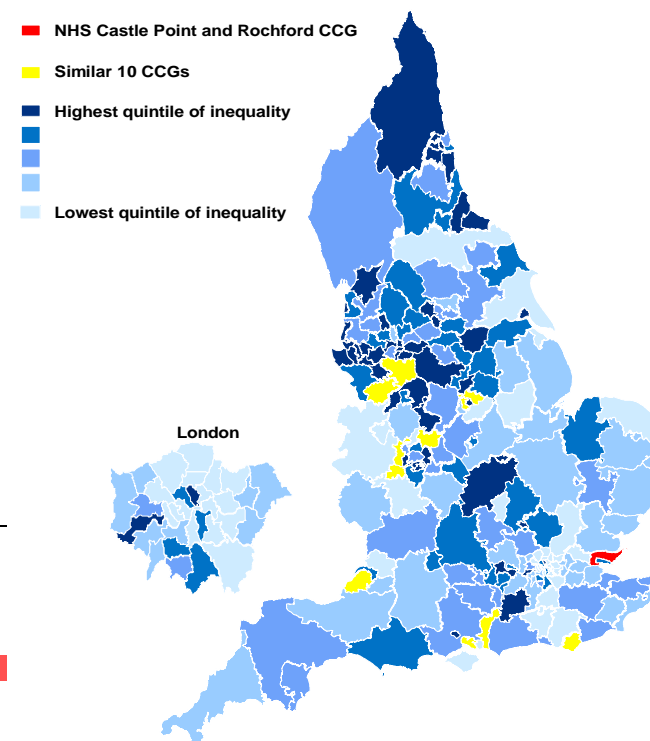 NHS Castle Point and Rochford CCG
Similar 10 CCGs
Highest quintile of inequality
Lowest quintile of inequality
London